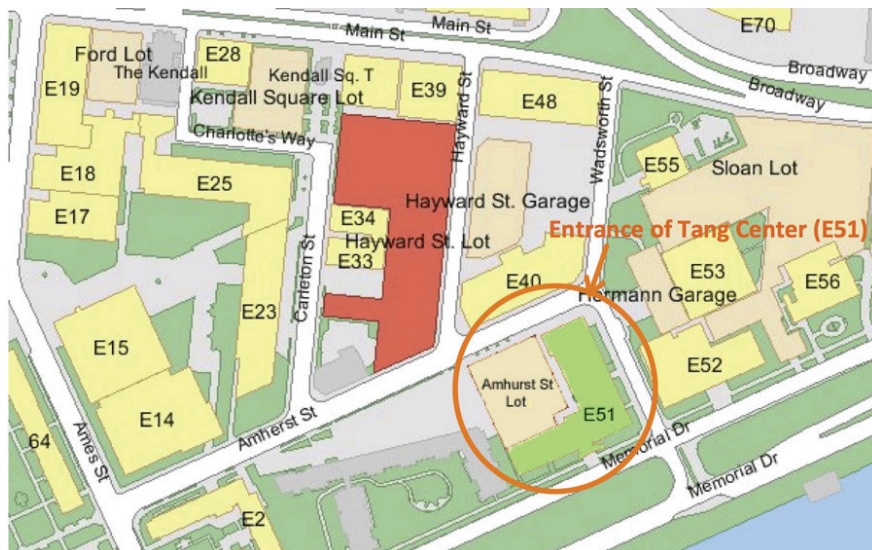 Main St
Main St
E70
Ford Lot
E28
The Kendall
Kendall Sq. T
Broadway
E19
Kendall Square Lot
E39
Hayward St
E48
Wadsworth St
Broadway
Charlotte's Way
E18
E25
E55
Sloan Lot
E17
E34
Hayward St. Garage
Hayward St. Lot
Entrance of Tang Center (E51)
E33
Carleton St
E40
E53
E56
Hermann Garage
E23
E15
E52
Amhurst St
Lot
E14
E51
64
Ames St
Amherst St
Memorial Dr
Memorial Dr
E2